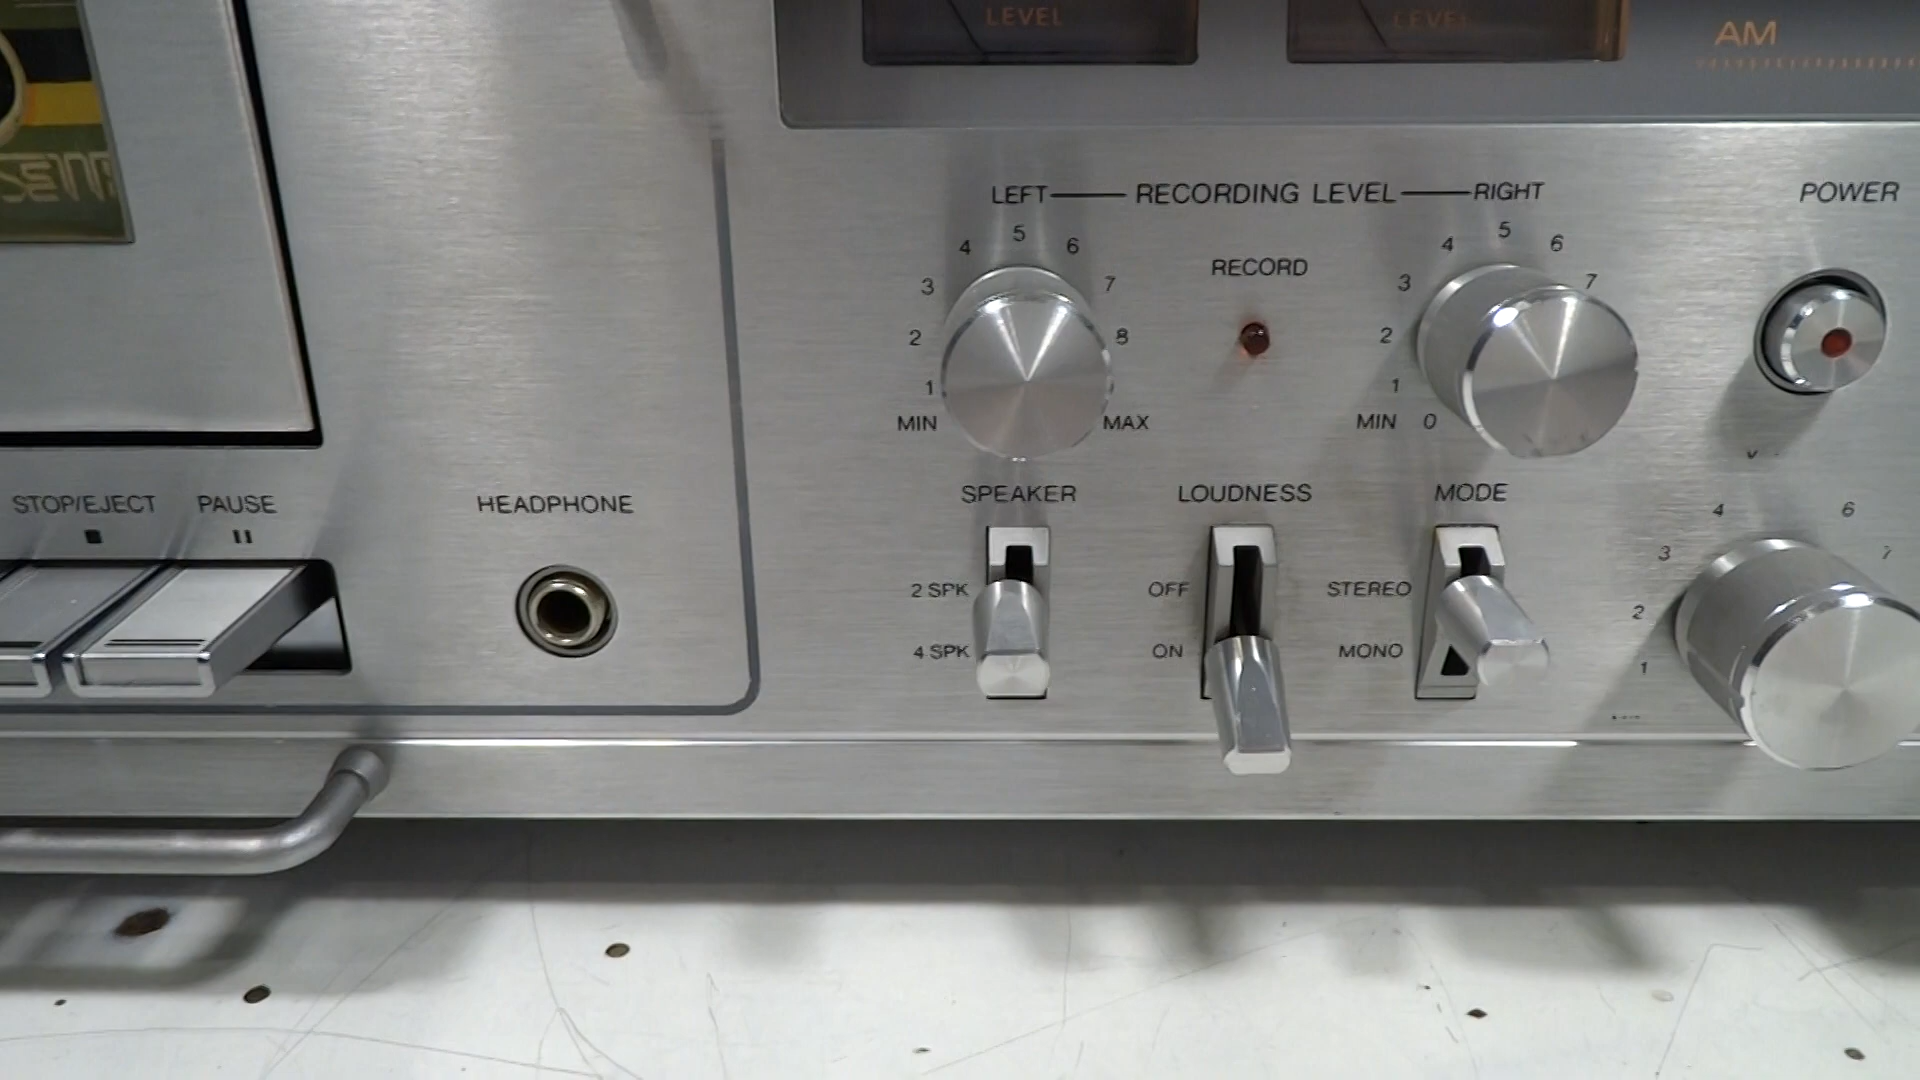 LEVEL
LEVEL
AM
LEFT RECORDING LEVEL RIGHT
POWER
4 5 6
3 7
2 8
1
MIN MAX
RECORD
4 5 6
3 7
2
1
MIN 0
STOP/EJECT
PAUSE
HEADPHONE
SPEAKER
2 SPK
4 SPK
LOUDNESS
OFF
ON
MODE
STEREO
MONO
4 6
3 7
2
1